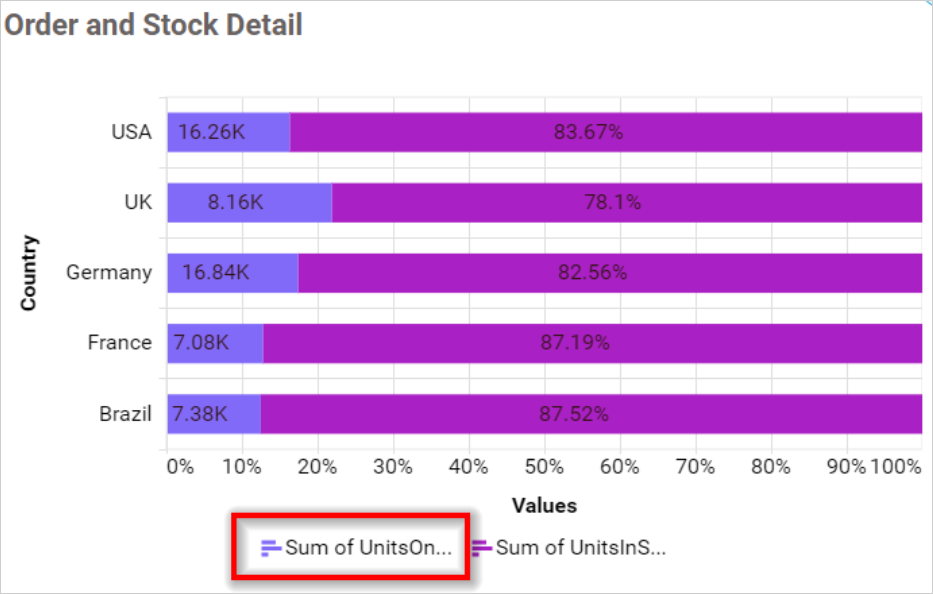 Order and Stock Detail
USA 16.26K 83.67%
UK 8.16K 78.1%
Germany 16.84K 82.56%
France 7.08K 87.19%
Brazil 7.38K 87.52%
Country
0% 10% 20% 30% 40% 50% 60% 70% 80% 90% 100%
Values
Sum of UnitsOn... Sum of UnitsInS...